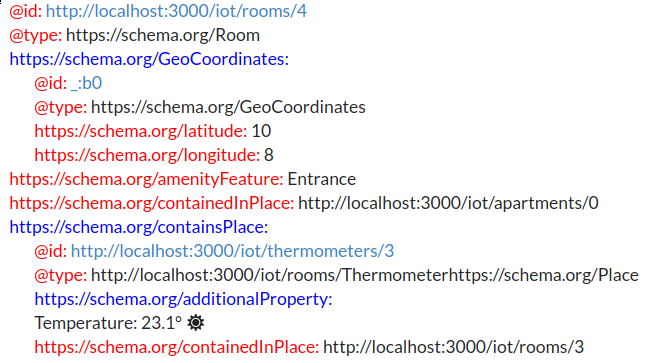 @id: http://localhost:3000/iot/rooms/4
@type: https://schema.org/Room
https://schema.org/GeoCoordinates:
@id: _:b0
@type: https://schema.org/GeoCoordinates
https://schema.org/latitude: 10
https://schema.org/longitude: 8
https://schema.org/amenityFeature: Entrance
https://schema.org/containedInPlace: http://localhost:3000/iot/apartments/0
https://schema.org/containsPlace:
@id: http://localhost:3000/iot/thermometers/3
@type: http://localhost:3000/iot/rooms/Thermometerhttps://schema.org/Place
https://schema.org/additionalProperty:
Temperature: 23.1°
https://schema.org/containedInPlace: http://localhost:3000/iot/rooms/3